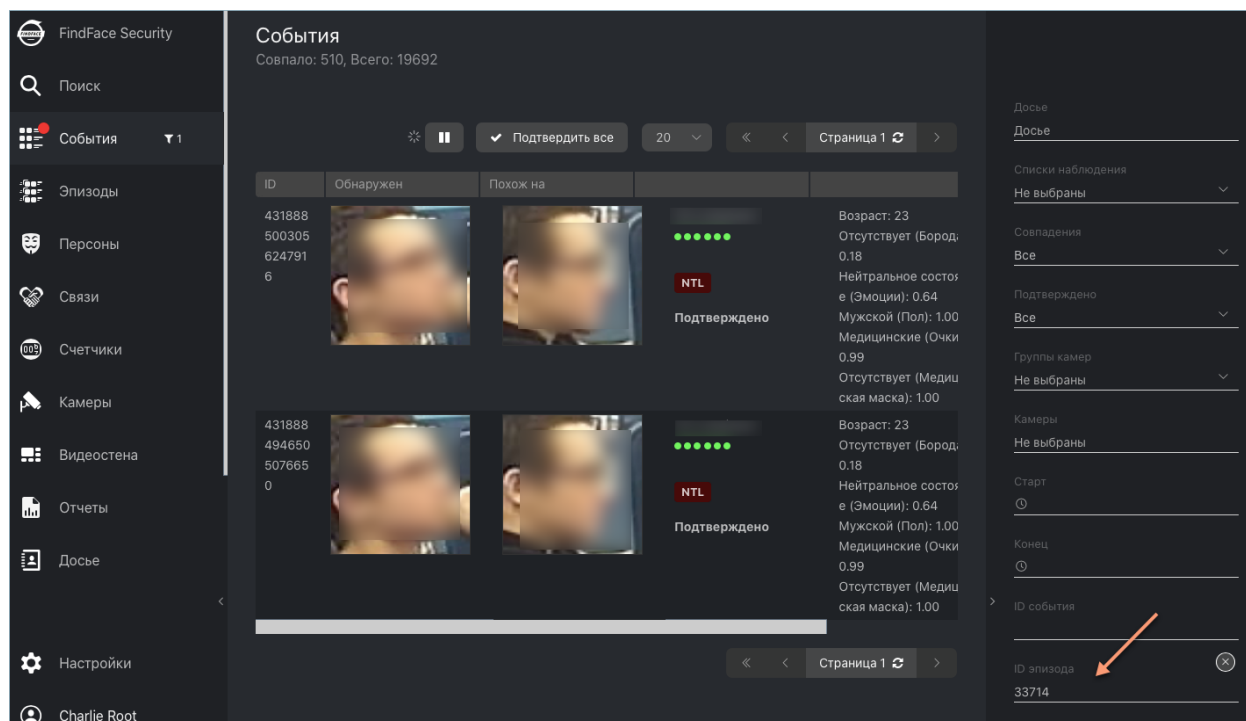 FindFace Security
Поиск
События 1
Эпизоды
Персоны
Связи
Счетчики
Камеры
Видеостена
Отчеты
Досье
Настройки
Charlie Root
События
Совпало: 510, Всего: 19692
Подтвердить все 20 « < Страница 1 >
ID Обнаружен Похож на
431888
500305
624791
6
NTL
Подтверждено
Возраст: 23
Отсутствует (Борода
0.18
Нейтральное состоя
е (Эмоции): 0.64
Мужской (Пол): 1.00
Медицинские (Очки
0.99
Отсутствует (Медиц
ская маска): 1.00
431888
494650
507665
0
NTL
Подтверждено
Возраст: 23
Отсутствует (Борода
0.18
Нейтральное состоя
е (Эмоции): 0.64
Мужской (Пол): 1.00
Медицинские (Очки
0.99
Отсутствует (Медиц
ская маска): 1.00
« < Страница 1 >
Досье
Досье
Списки наблюдения
Не выбраны
Совпадения
Все
Подтверждено
Все
Группы камер
Не выбраны
Камеры
Не выбраны
Старт
Конец
ID события
ID эпизода
33714